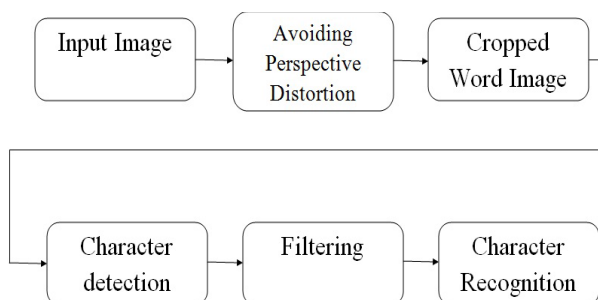 Input Image
Avoiding
Perspective
Distortion
Cropped
Word Image
Character
detection
Filtering
Character
Recognition